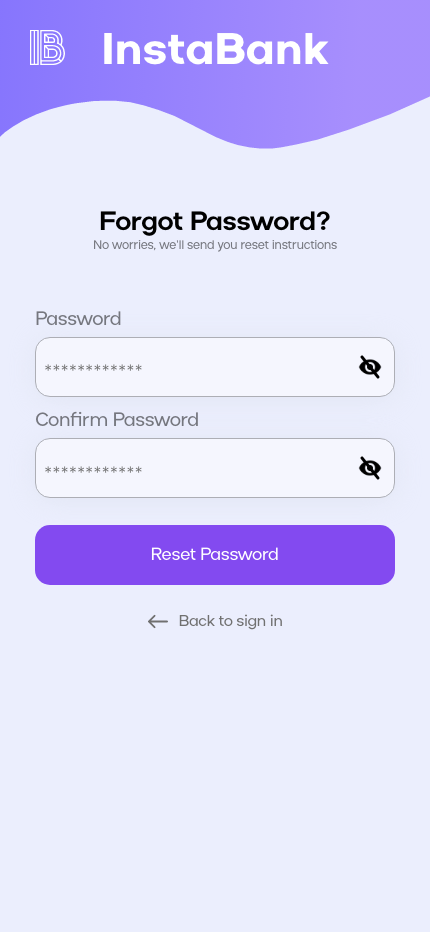 B InstaBank
Forgot Password?
No worries, we'll send you reset instructions
Password
************
Confirm Password
************
Reset Password
Back to sign in